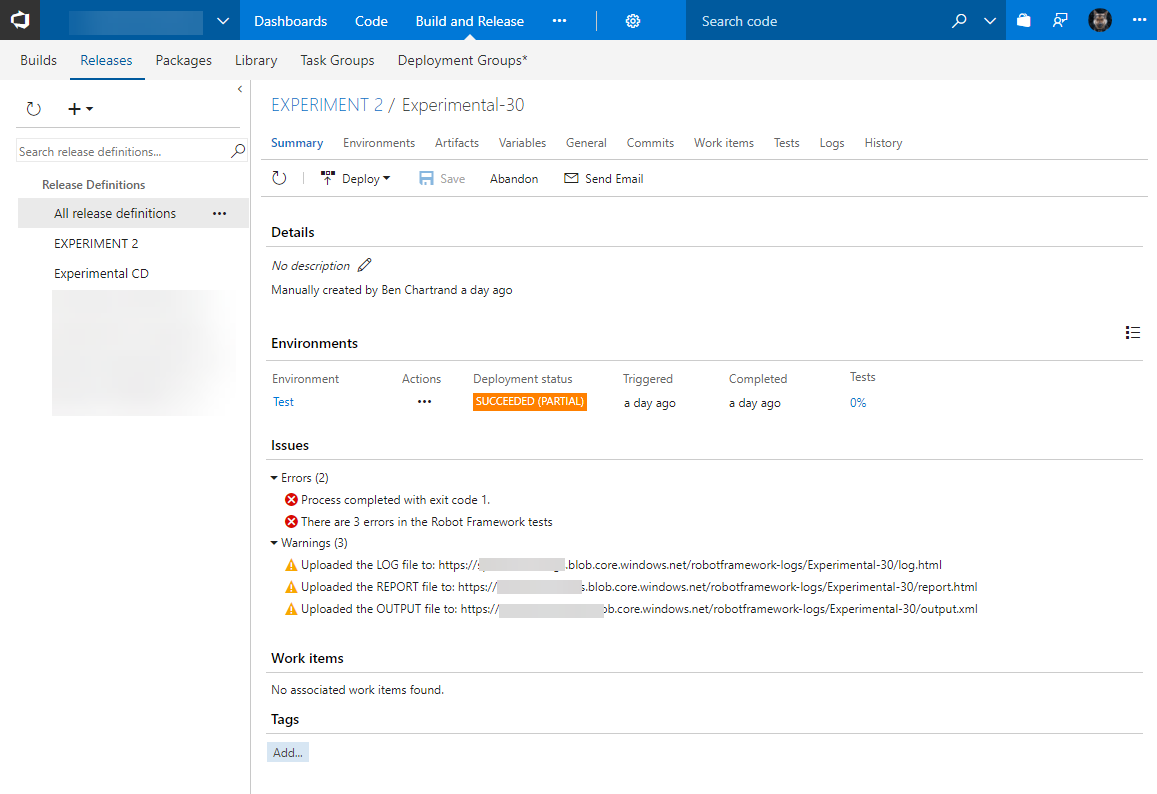 Dashboards Code Build and Release ••• Search code •••
Builds Releases Packages Library Task Groups Deployment Groups*
EXPERIMENT 2 / Experimental-30
Summary Environments Artifacts Variables General Commits Work items Tests Logs History
Deploy Save Abandon Send Email
Search release definitions...
Release Definitions
All release definitions •••
EXPERIMENT 2
Experimental CD
Details
No description
Manually created by Ben Chartrand a day ago
Environments
Environment Actions Deployment status Triggered Completed Tests
Test ••• SUCCEEDED (PARTIAL) a day ago a day ago 0%
Issues
Errors (2)
Process completed with exit code 1.
There are 3 errors in the Robot Framework tests
Warnings (3)
Uploaded the LOG file to: https:// .blob.core.windows.net/robotframework-logs/Experimental-30/log.html
Uploaded the REPORT file to: https:// s.blob.core.windows.net/robotframework-logs/Experimental-30/report.html
Uploaded the OUTPUT file to: https:// ob.core.windows.net/robotframework-logs/Experimental-30/output.xml
Work items
No associated work items found.
Tags
Add...